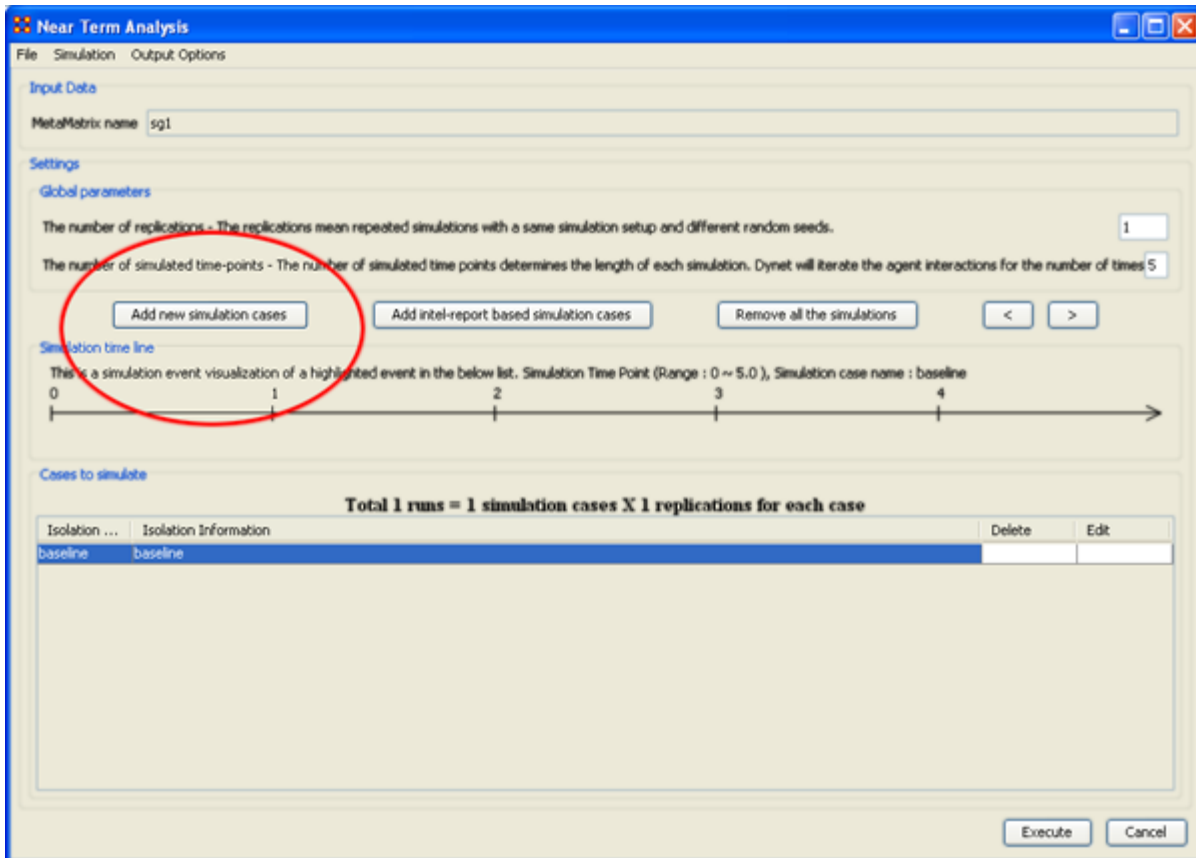 Near Term Analysis
File Simulation Output Options
Input Data
MetaMatrix name sg1
Settings
Global parameters
The number of replications - The replications mean repeated simulations with a same simulation setup and different random seeds. 1
The number of simulated time-points - The number of simulated time points determines the length of each simulation. Dynet will iterate the agent interactions for the number of times 5
Add new simulation cases Add intel-report based simulation cases Remove all the simulations < >
Simulation time line
This is a simulation event visualization of a highlighted event in the below list. Simulation Time Point (Range : 0 ~ 5.0 ), Simulation case name : baseline
0 1 2 3 4
Cases to simulate
Total 1 runs = 1 simulation cases X 1 replications for each case
Isolation ... Isolation Information Delete Edit
baseline baseline
Execute Cancel